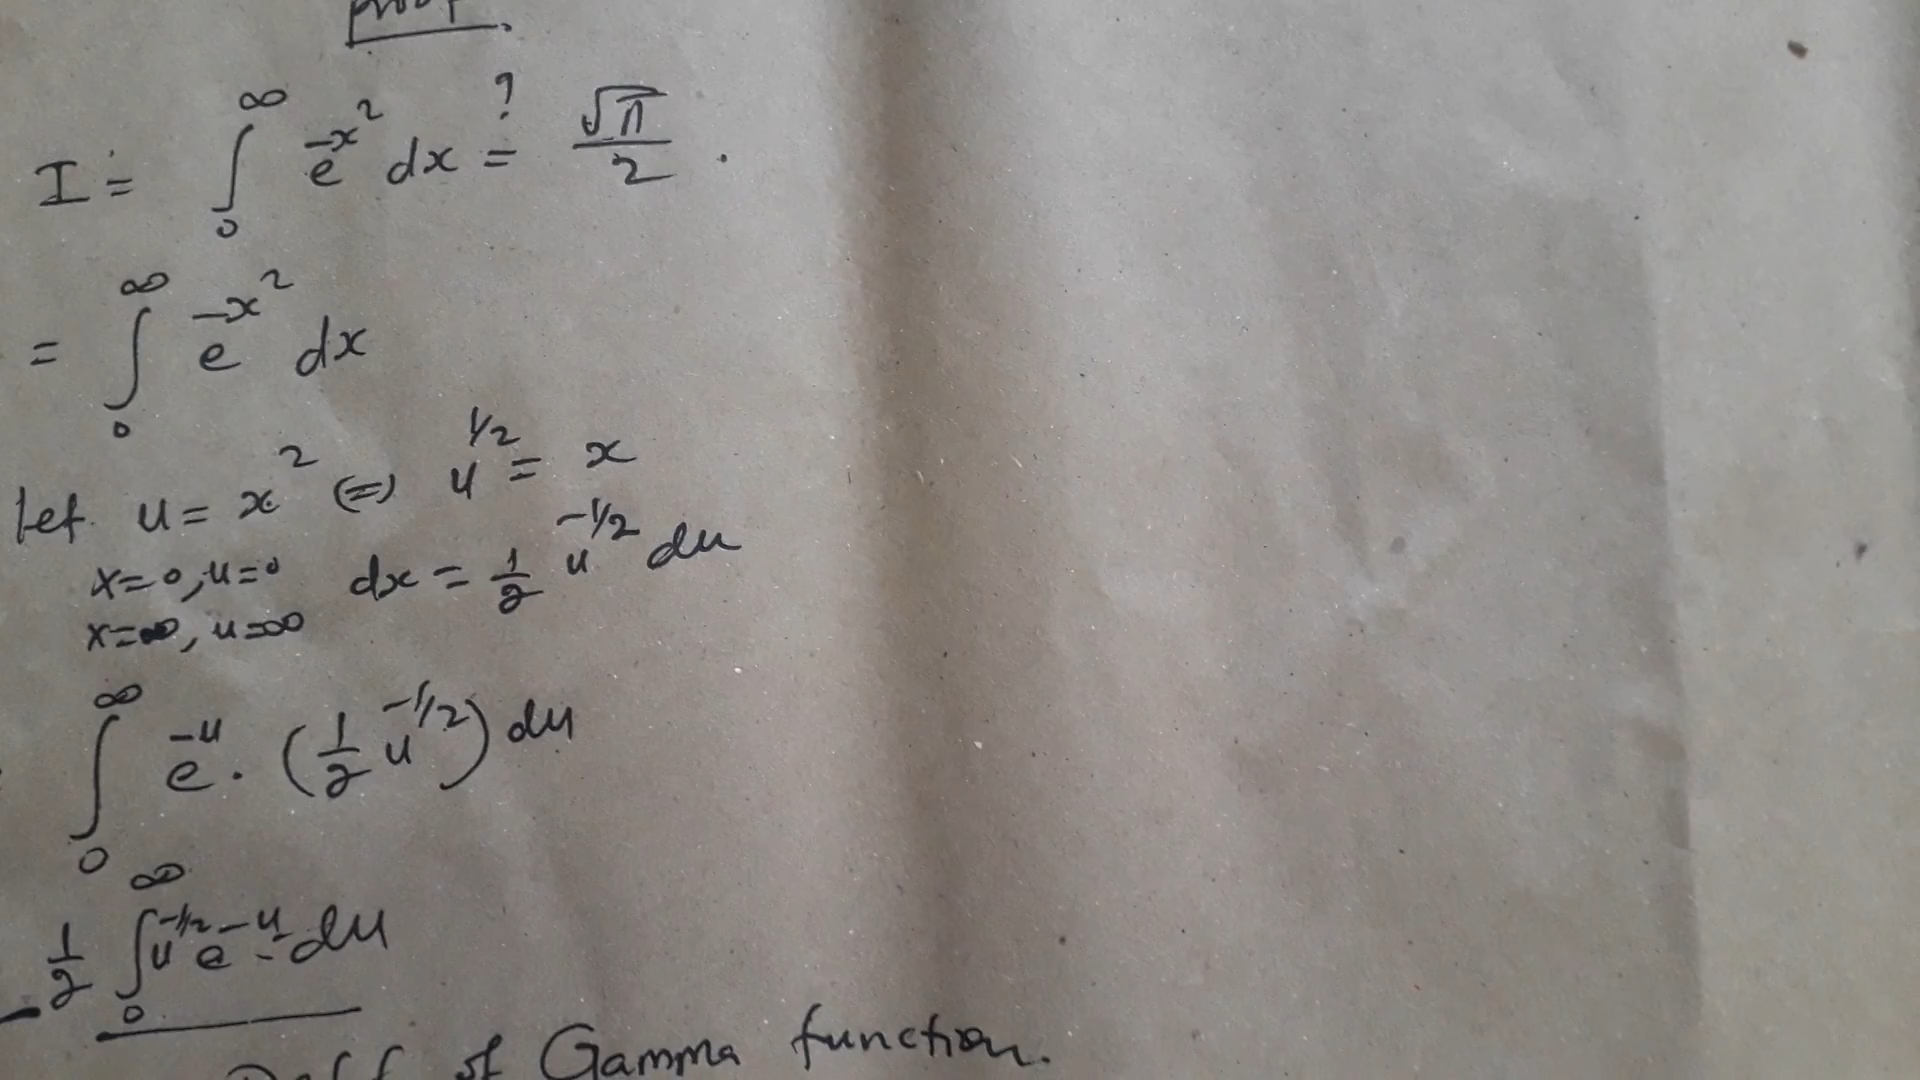 Proof.
I = ∫₀^∞ e^{-x²} dx =^? √π/2 .
= ∫₀^∞ e^{-x²} dx
let u = x² (=) u^{1/2} = x
x=0, u=0 dx = 1/2 u^{-1/2} du
x=∞, u=∞
∫₀^∞ e^{-u} . (1/2 u^{-1/2}) du
1/2 ∫₀^∞ u^{-1/2} e^{-u} du
of Gamma function.